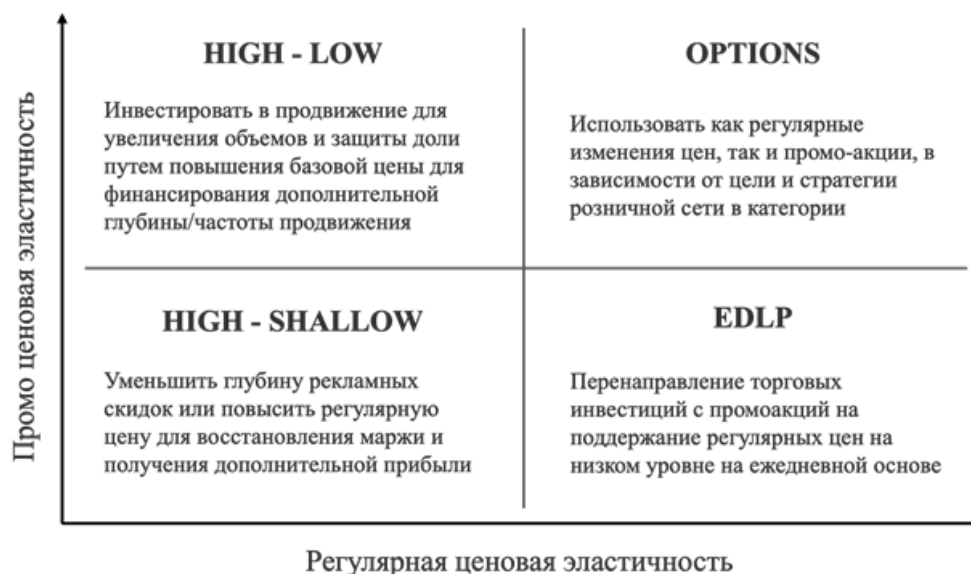 Промо ценовая эластичность
HIGH - LOW
Инвестировать в продвижение для
увеличения объемов и защиты доли
путем повышения базовой цены для
финансирования дополнительной
глубины/частоты продвижения
OPTIONS
Использовать как регулярные
изменения цен, так и промо-акции, в
зависимости от цели и стратегии
розничной сети в категории
HIGH - SHALLOW
Уменьшить глубину рекламных
скидок или повысить регулярную
цену для восстановления маржи и
получения дополнительной прибыли
EDLP
Перенаправление торговых
инвестиций с промоакций на
поддержание регулярных цен на
низком уровне на ежедневной основе
Регулярная ценовая эластичность